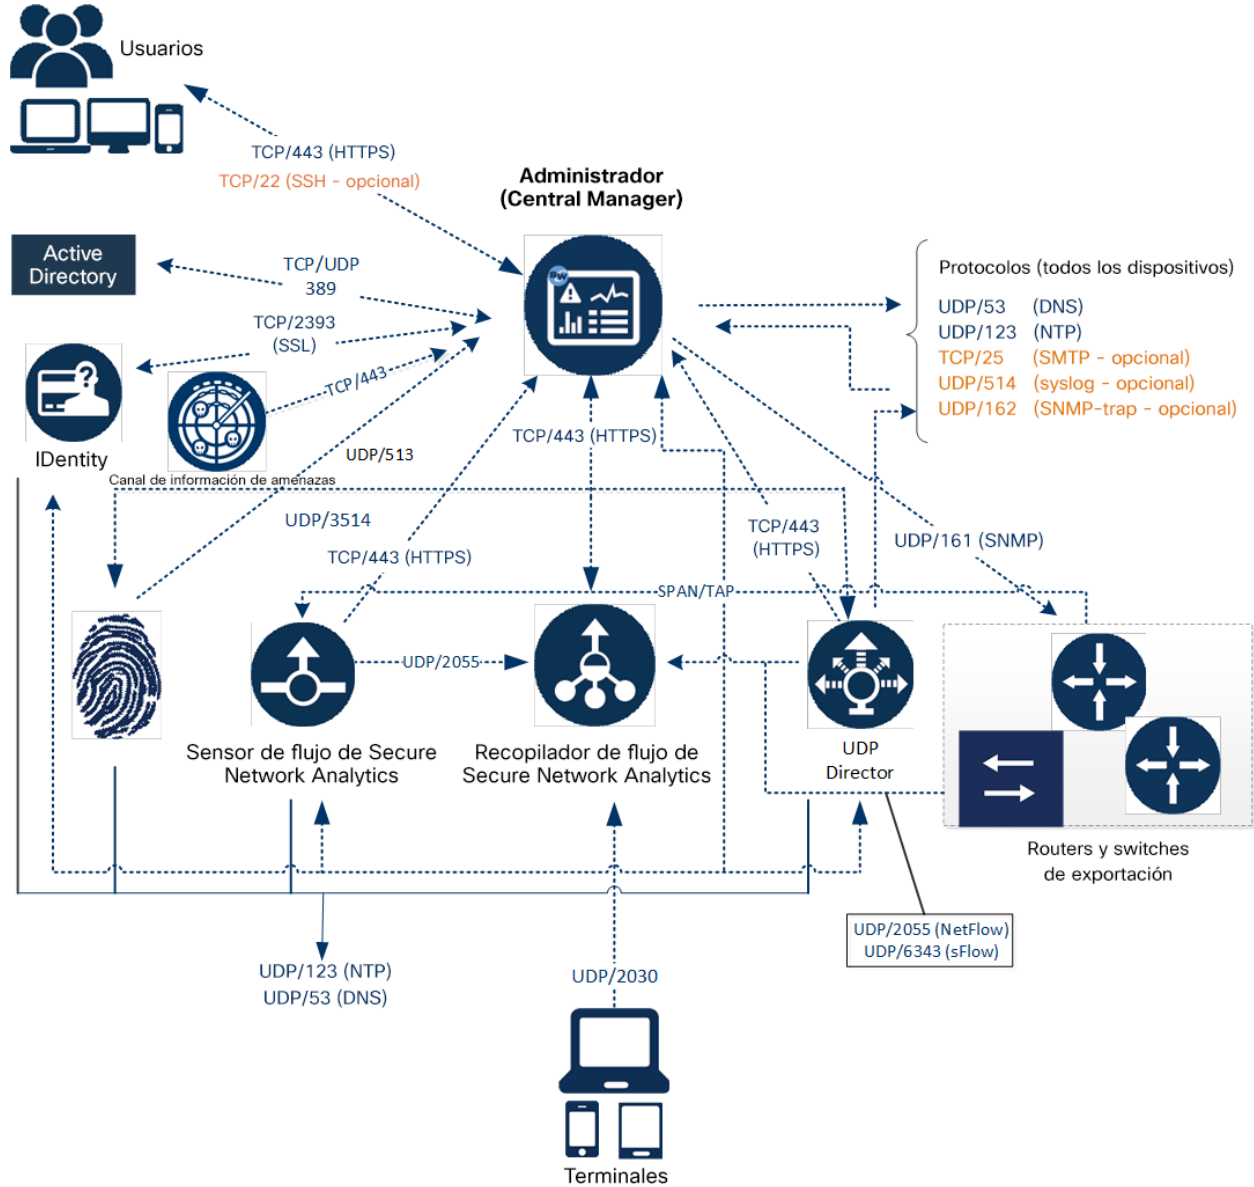 Usuarios
TCP/443 (HTTPS)
TCP/22 (SSH - opcional)
Administrador
(Central Manager)
Active
Directory
TCP/UDP
389
TCP/2393
(SSL)
TCP/443
IDentity
Canal de información de amenazas
UDP/513
UDP/3514
TCP/443 (HTTPS)
TCP/443 (HTTPS)
TCP/443
(HTTPS)
SW
Protocolos (todos los dispositivos)
UDP/53 (DNS)
UDP/123 (NTP)
TCP/25 (SMTP - opcional)
UDP/514 (syslog - opcional)
UDP/162 (SNMP-trap - opcional)
UDP/161 (SNMP)
SPAN/TAP
UDP/2055
Sensor de flujo de Secure
Network Analytics
Recopilador de flujo de
Secure Network Analytics
UDP
Director
Routers y switches
de exportación
UDP/2055 (NetFlow)
UDP/6343 (sFlow)
UDP/123 (NTP)
UDP/53 (DNS)
UDP/2030
Terminales